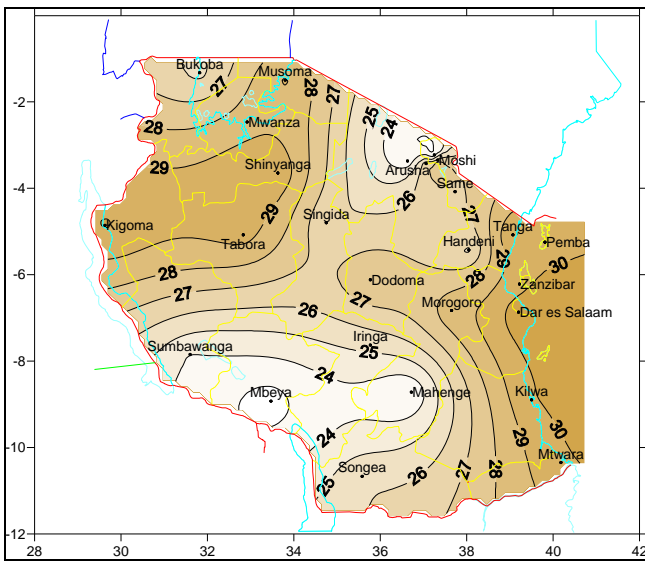 Bukoba
Musoma
27
28
27
25
24
-2
28
Mwanza
29
Shinyanga
Moshi
Arusha
-4
Same
26
29
Singida
27
Kigoma
Tabora
Handeni
Tanga
29
Pemba
28
30
-6
27
Dodoma
27
28
Zanzibar
26
Morogoro
Dar es Salaam
Iringa
Sumbawanga
25
-8
24
Mbeya
Mahenge
Kilwa
24
29
30
-10
Songea
26
27
28
Mtwara
25
-12
28 30 32 34 36 38 40 42